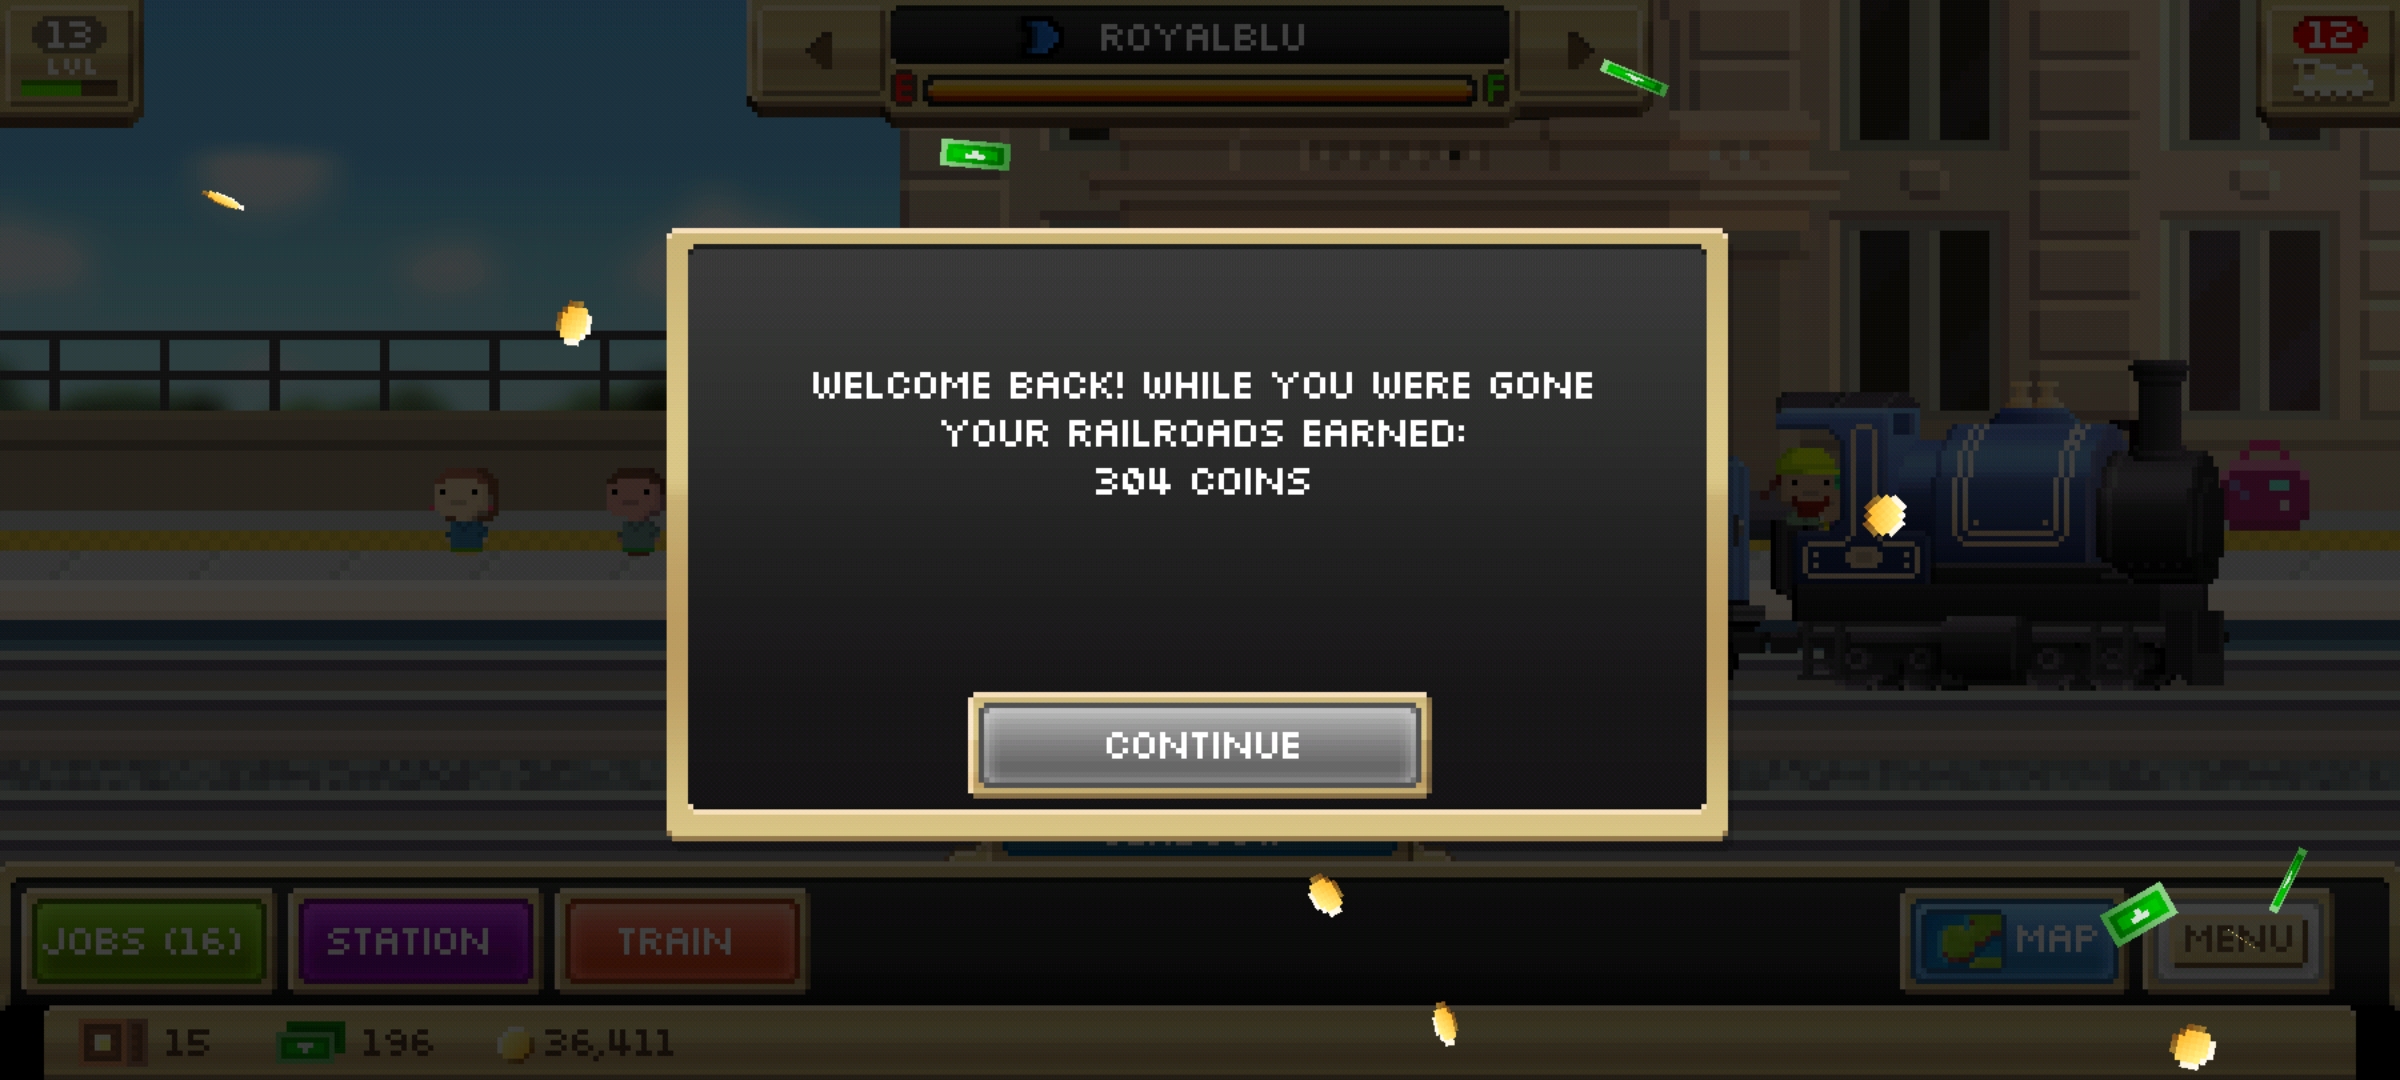 13
LVL
ROYALBLU
E F
12
WELCOME BACK! WHILE YOU WERE GONE
YOUR RAILROADS EARNED:
304 COINS
CONTINUE
JOBS (16) STATION TRAIN MAP MENU
15 196 36,411